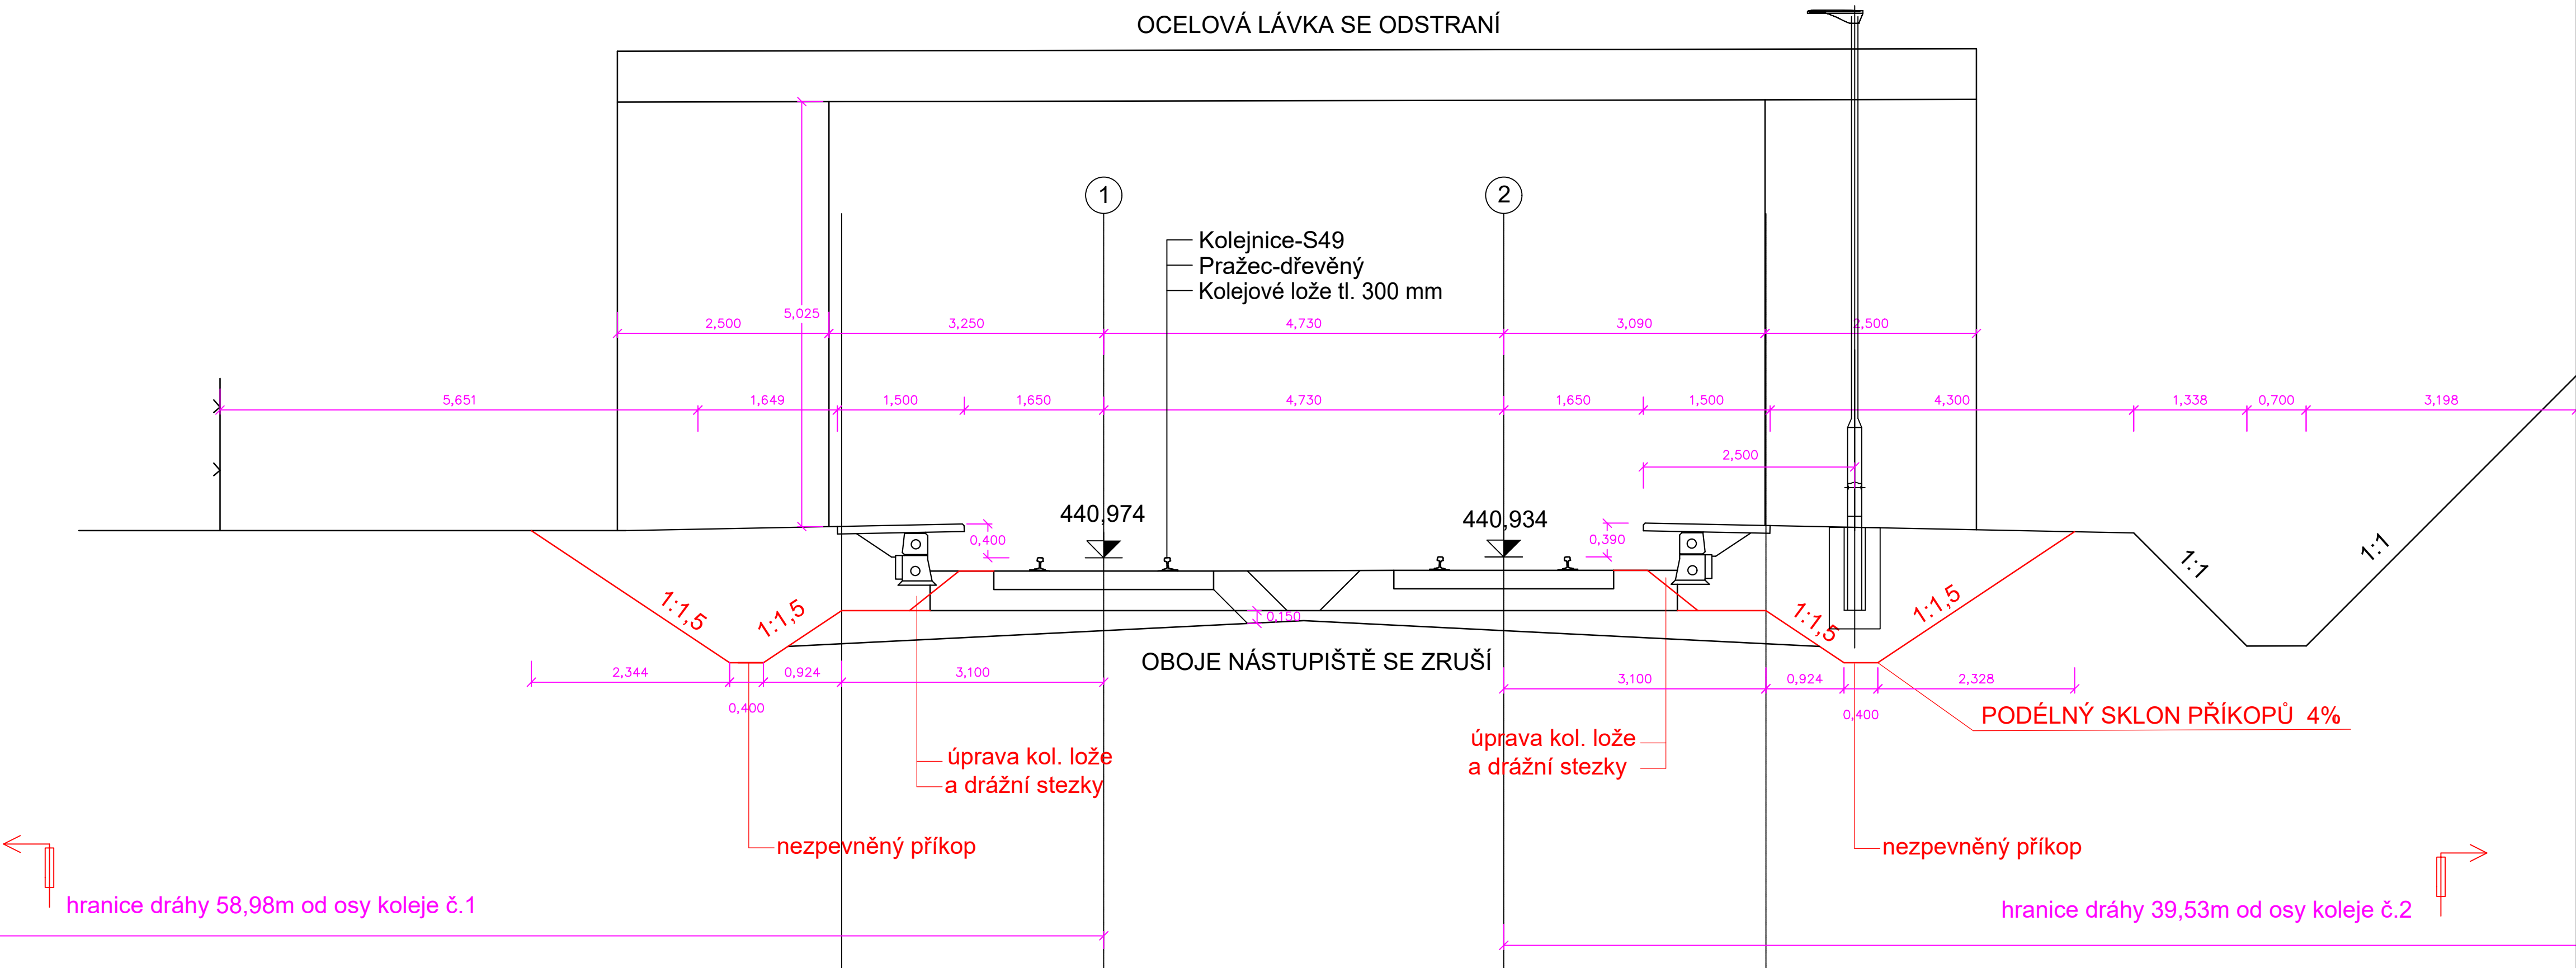 OCELOVÁ LÁVKA SE ODSTRANÍ
1
2
Kolejnice-S49
Pražec-dřevěný
Kolejové lože tl. 300 mm
5,025
2,500
3,250
4,730
3,090
2,500
5,651
1,649
1,500
1,650
4,730
1,650
1,500
4,300
1,338
0,700
3,198
2,500
440,974
440,934
0,400
0,390
1:1
1:1
1:1,5
1:1,5
0,150
1:1,5
1:1,5
OBOJE NÁSTUPIŠTĚ SE ZRUŠÍ
2,344
0,924
3,100
0,400
3,100
0,924
2,328
0,400
PODÉLNÝ SKLON PŘÍKOPŮ 4%
úprava kol. lože
a drážní stezky
úprava kol. lože
a drážní stezky
nezpevněný příkop
nezpevněný příkop
hranice dráhy 58,98m od osy koleje č.1
hranice dráhy 39,53m od osy koleje č.2